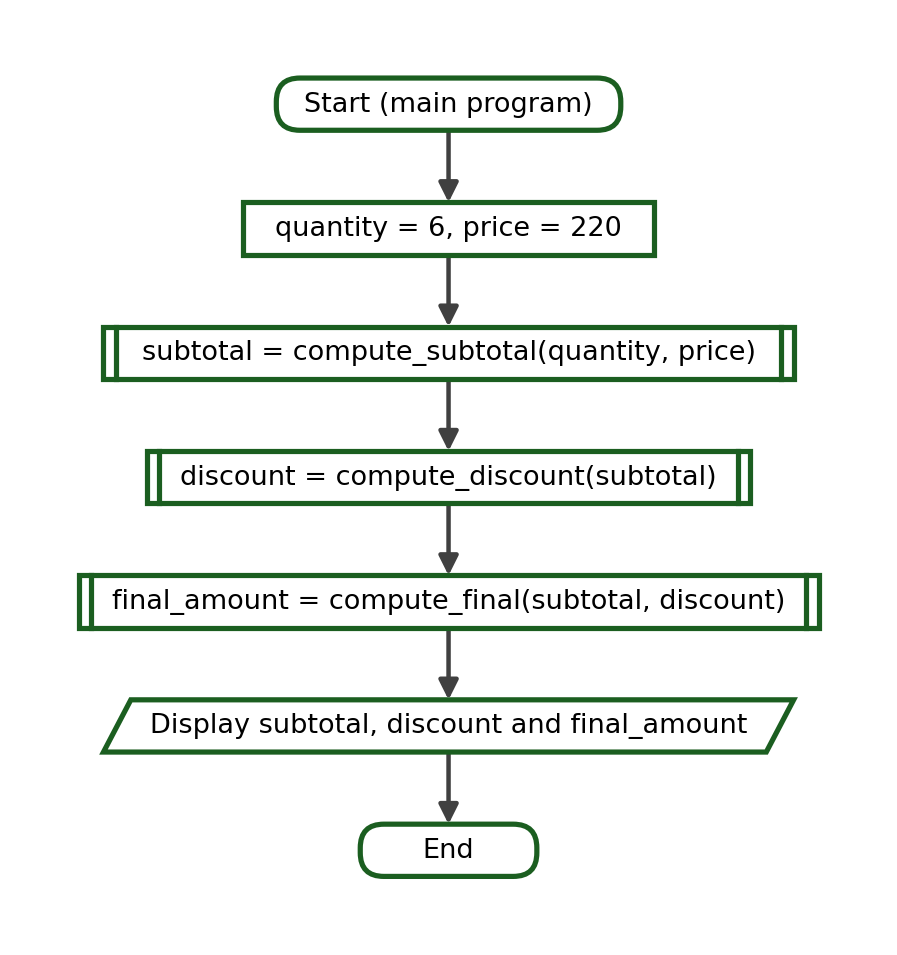 Start (main program)
quantity = 6, price = 220
subtotal = compute_subtotal(quantity, price)
discount = compute_discount(subtotal)
final_amount = compute_final(subtotal, discount)
Display subtotal, discount and final_amount
End